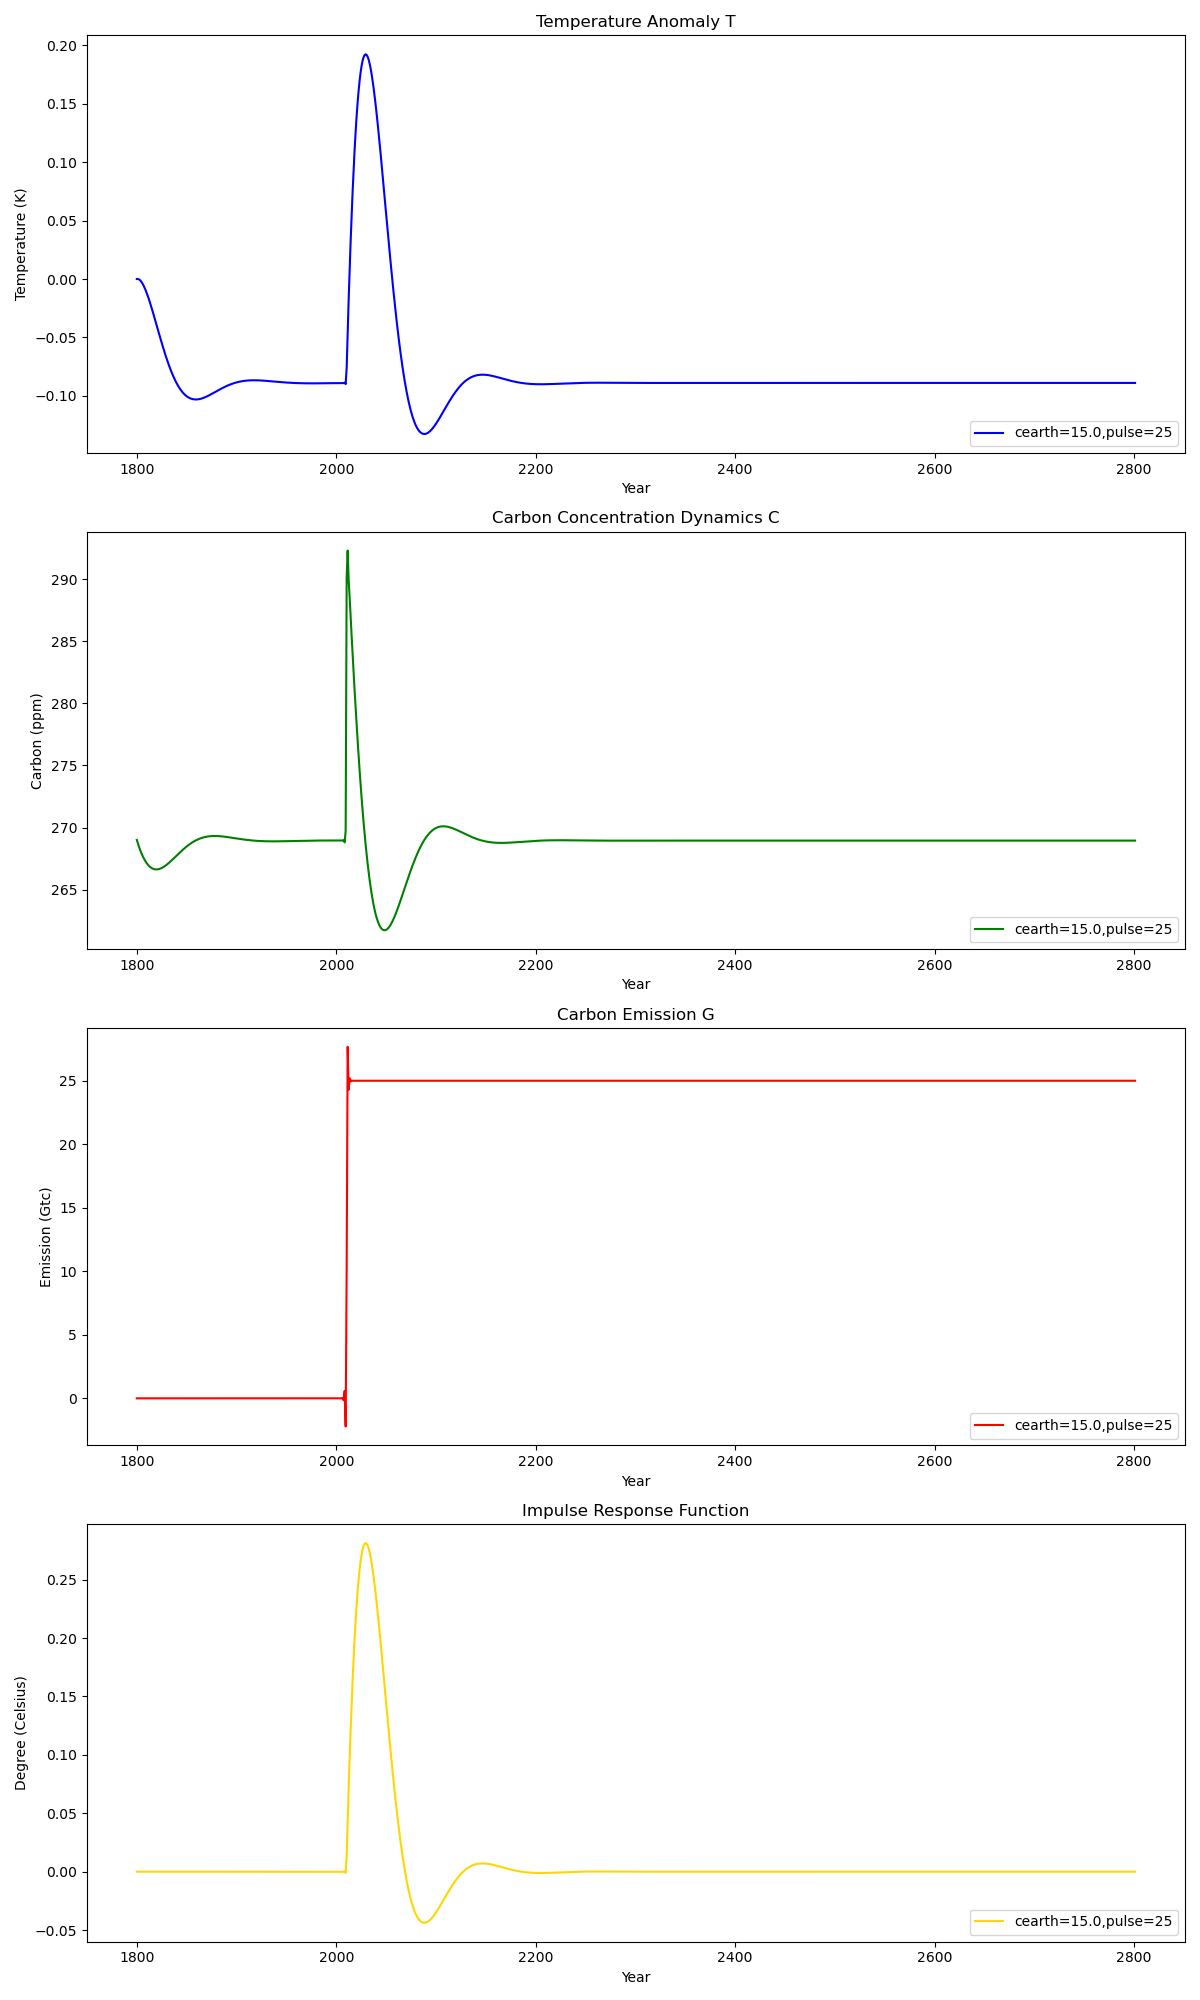 Temperature Anomaly T
0.20
0.15
0.10
0.05
0.00
−0.05
−0.10
Temperature (K)
cearth=15.0,pulse=25
1800 2000 2200 2400 2600 2800
Year
Carbon Concentration Dynamics C
290
285
280
275
270
265
Carbon (ppm)
cearth=15.0,pulse=25
1800 2000 2200 2400 2600 2800
Year
Carbon Emission G
25
20
15
10
5
0
Emission (Gtc)
cearth=15.0,pulse=25
1800 2000 2200 2400 2600 2800
Year
Impulse Response Function
0.25
0.20
0.15
0.10
0.05
0.00
−0.05
Degree (Celsius)
cearth=15.0,pulse=25
1800 2000 2200 2400 2600 2800
Year